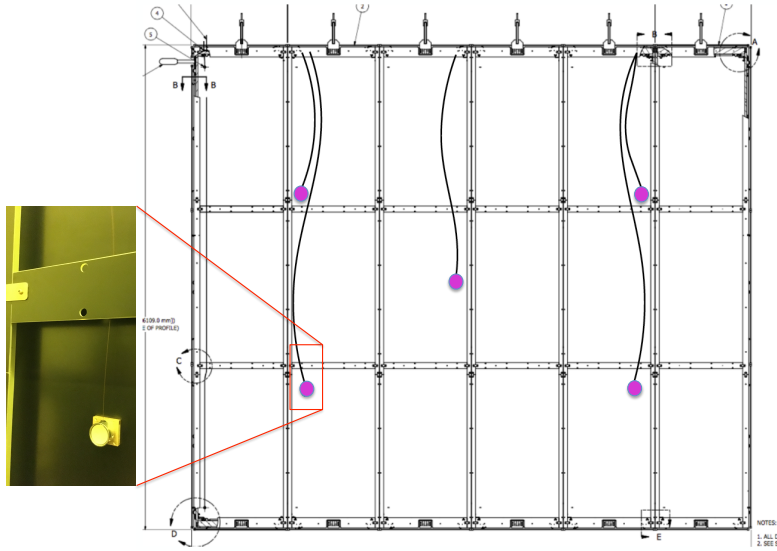 4
2
5
B
A
B
B
6109.0 mm])
E OF PROFILE)
C
D
E
NOTES:
1. ALL D
2. SEE S